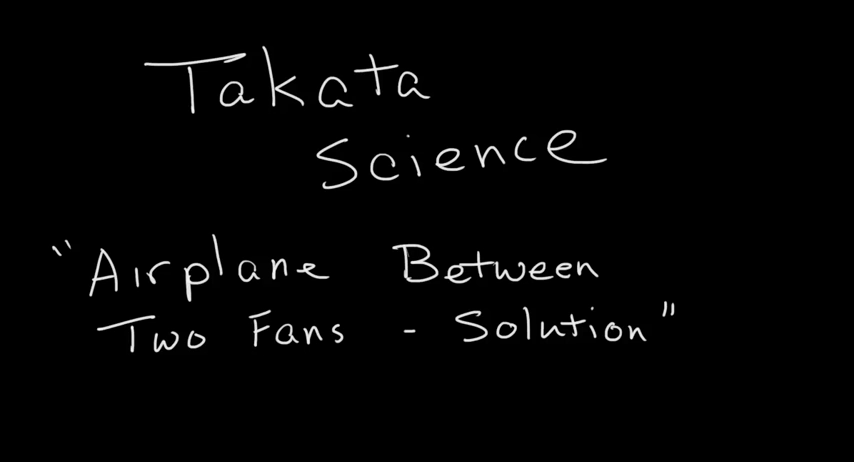 Takata
Science
"Airplane Between
Two Fans - Solution"